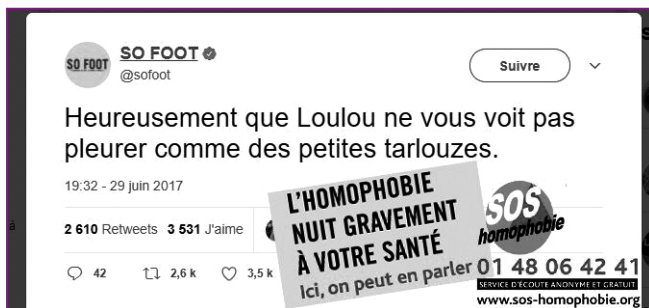 SO FOOT
SO FOOT
@sofoot
Suivre
Heureusement que Loulou ne vous voit pas
pleurer comme des petites tarlouzes.
19:32 - 29 juin 2017
2 610 Retweets 3 531 J'aime
42 2,6 k 3,5 k
L'HOMOPHOBIE
NUIT GRAVEMENT
À VOTRE SANTÉ
Ici, on peut en parler
SOS
homophobie
01 48 06 42 41
SERVICE D'ÉCOUTE ANONYME ET GRATUIT
www.sos-homophobie.org
à